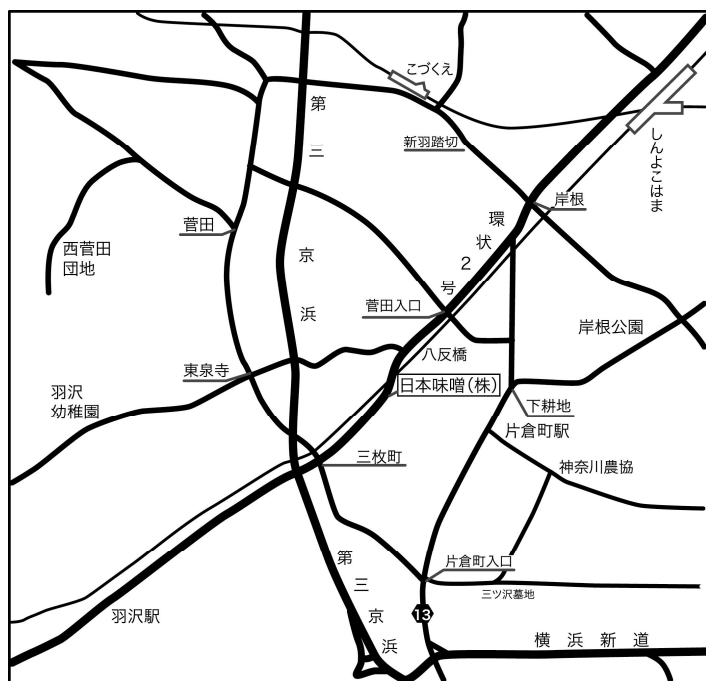 こづくえ
第三京浜
新羽踏切
しんよこはま
岸根
環状2号
菅田
西菅田
団地
菅田入口
岸根公園
八反橋
東泉寺
日本味噌(株)
羽沢
幼稚園
下耕地
片倉町駅
三枚町
神奈川農協
第三京浜
片倉町入口
三ツ沢墓地
羽沢駅
13
横浜新道